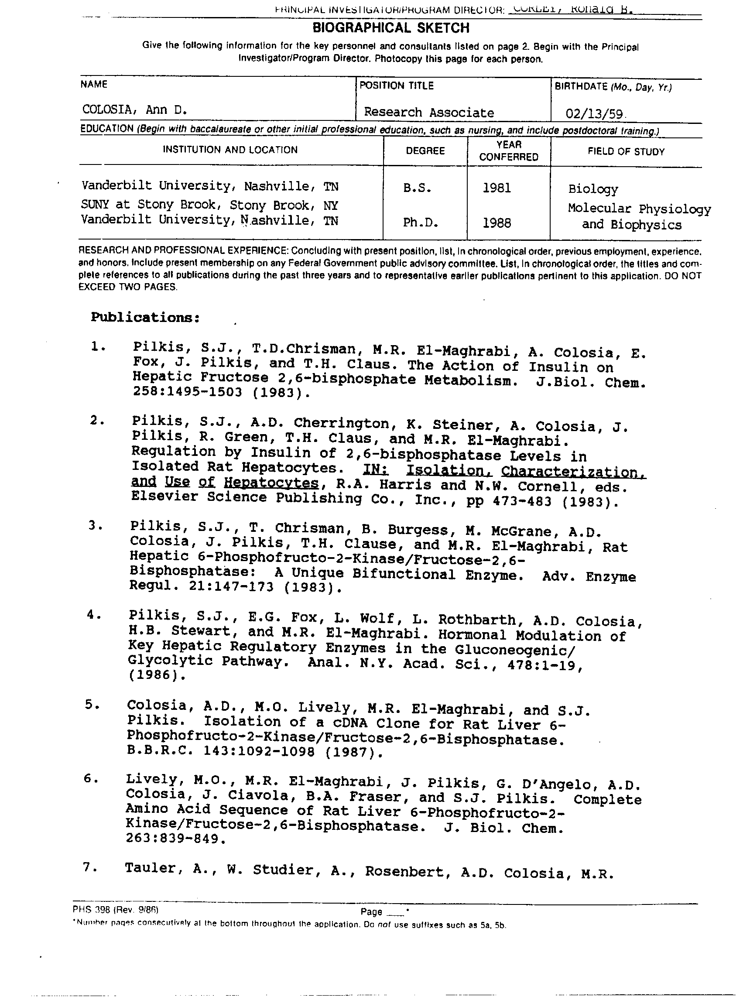 PRINCIPAL INVESTIGATOR/PROGRAM DIRECTOR: Ronald B.
BIOGRAPHICAL SKETCH
Give the following information for the key personnel and consultants listed on page 2. Begin with the Principal
Investigator/Program Director. Photocopy this page for each person.
NAME POSITION TITLE BIRTHDATE (Mo., Day, Yr.)
COLOSIA, Ann D. Research Associate 02/13/59
EDUCATION (Begin with baccalaureate or other initial professional education, such as nursing, and include postdoctoral training.)
INSTITUTION AND LOCATION DEGREE YEAR CONFERRED FIELD OF STUDY
Vanderbilt University, Nashville, TN B.S. 1981 Biology
SUNY at Stony Brook, Stony Brook, NY Molecular Physiology
Vanderbilt University, Nashville, TN Ph.D. 1988 and Biophysics
RESEARCH AND PROFESSIONAL EXPERIENCE: Concluding with present position, list, in chronological order, previous employment, experience,
and honors. Include present membership on any Federal Government public advisory committee. List, in chronological order, the titles and com-
plete references to all publications during the past three years and to representative earlier publications pertinent to this application. DO NOT
EXCEED TWO PAGES.
Publications:
1. Pilkis, S.J., T.D.Chrisman, M.R. El-Maghrabi, A. Colosia, E.
Fox, J. Pilkis, and T.H. Claus. The Action of Insulin on
Hepatic Fructose 2,6-bisphosphate Metabolism. J.Biol. Chem.
258:1495-1503 (1983).
2. Pilkis, S.J., A.D. Cherrington, K. Steiner, A. Colosia, J.
Pilkis, R. Green, T.H. Claus, and M.R. El-Maghrabi.
Regulation by Insulin of 2,6-bisphosphatase Levels in
Isolated Rat Hepatocytes. IN: Isolation, Characterization,
and Use of Hepatocytes, R.A. Harris and N.W. Cornell, eds.
Elsevier Science Publishing Co., Inc., pp 473-483 (1983).
3. Pilkis, S.J., T. Chrisman, B. Burgess, M. McGrane, A.D.
Colosia, J. Pilkis, T.H. Clause, and M.R. El-Maghrabi, Rat
Hepatic 6-Phosphofructo-2-Kinase/Fructose-2,6-
Bisphosphatase: A Unique Bifunctional Enzyme. Adv. Enzyme
Regul. 21:147-173 (1983).
4. Pilkis, S.J., E.G. Fox, L. Wolf, L. Rothbarth, A.D. Colosia,
H.B. Stewart, and M.R. El-Maghrabi. Hormonal Modulation of
Key Hepatic Regulatory Enzymes in the Gluconeogenic/
Glycolytic Pathway. Anal. N.Y. Acad. Sci., 478:1-19,
(1986).
5. Colosia, A.D., M.O. Lively, M.R. El-Maghrabi, and S.J.
Pilkis. Isolation of a cDNA Clone for Rat Liver 6-
Phosphofructo-2-Kinase/Fructose-2,6-Bisphosphatase.
B.B.R.C. 143:1092-1098 (1987).
6. Lively, M.O., M.R. El-Maghrabi, J. Pilkis, G. D'Angelo, A.D.
Colosia, J. Ciavola, B.A. Fraser, and S.J. Pilkis. Complete
Amino Acid Sequence of Rat Liver 6-Phosphofructo-2-
Kinase/Fructose-2,6-Bisphosphatase. J. Biol. Chem.
263:839-849.
7. Tauler, A., W. Studier, A., Rosenbert, A.D. Colosia, M.R.
PHS 398 (Rev. 9/86) Page ___*
*Number pages consecutively at the bottom throughout the application. Do not use suffixes such as 5a, 5b.